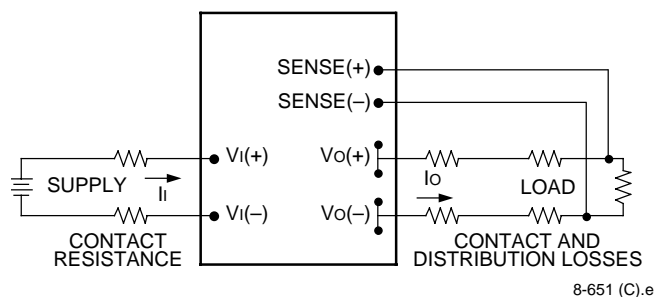 SENSE(+)
SENSE(–)
SUPPLY
II
VI(+)
VI(–)
VO(+)
VO(–)
IO
LOAD
CONTACT
RESISTANCE
CONTACT AND
DISTRIBUTION LOSSES
8-651 (C).e